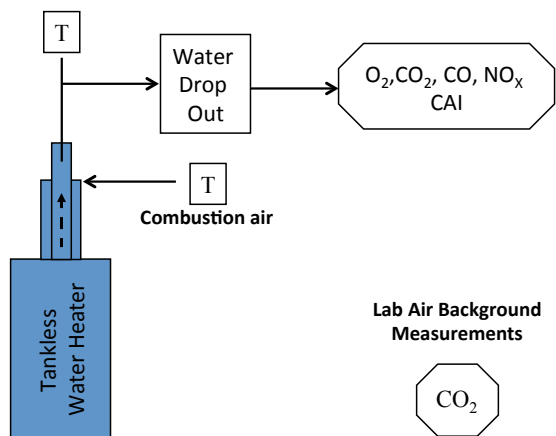 T
Water
Drop
Out
O₂,CO₂, CO, NOₓ
CAI
T
Combustion air
Tankless
Water Heater
Lab Air Background
Measurements
CO₂